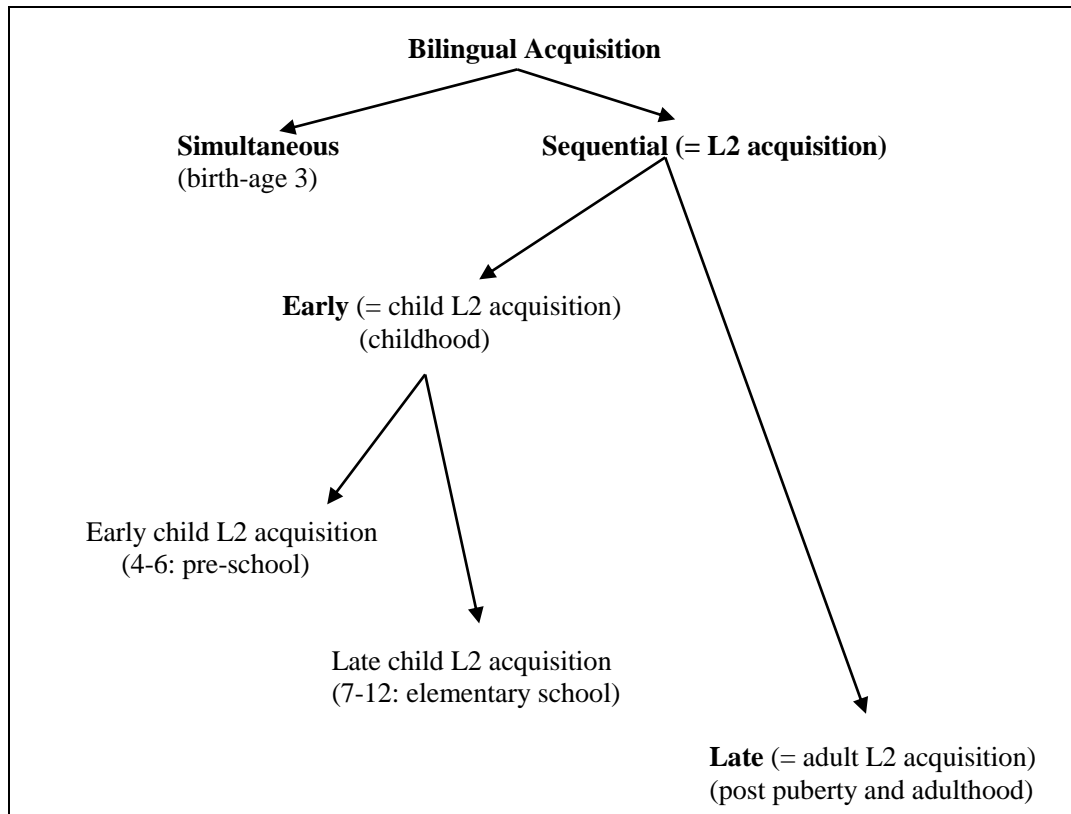 Bilingual Acquisition
Simultaneous
(birth-age 3)
Sequential (= L2 acquisition)
Early (= child L2 acquisition)
(childhood)
Early child L2 acquisition
(4-6: pre-school)
Late child L2 acquisition
(7-12: elementary school)
Late (= adult L2 acquisition)
(post puberty and adulthood)